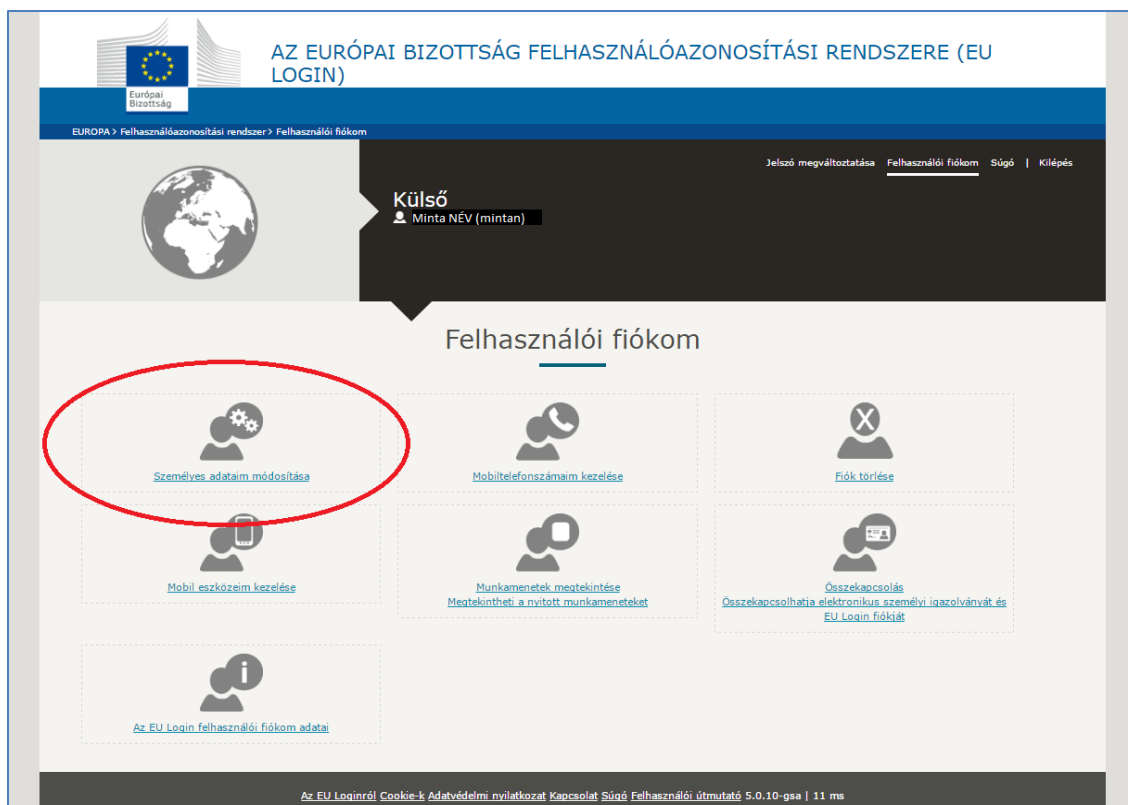 AZ EURÓPAI BIZOTTSÁG FELHASZNÁLÓAZONOSÍTÁSI RENDSZERE (EU
LOGIN)
Európai
Bizottság
EUROPA > Felhasználóazonosítási rendszer > Felhasználói fiókom
Jelszó megváltoztatása Felhasználói fiókom Súgó | Kilépés
Külső
Minta NÉV (mintan)
Felhasználói fiókom
Személyes adataim módosítása
Mobiltelefonszámaim kezelése
Fiók törlése
Mobil eszközeim kezelése
Munkamenetek megtekintése
Megtekintheti a nyitott munkameneteket
Összekapcsolás
Összekapcsolhatja elektronikus személyi igazolványát és
EU Login fiókját
Az EU Login felhasználói fiókom adatai
Az EU Loginról Cookie-k Adatvédelmi nyilatkozat Kapcsolat Súgó Felhasználói útmutató 5.0.10-gsa | 11 ms